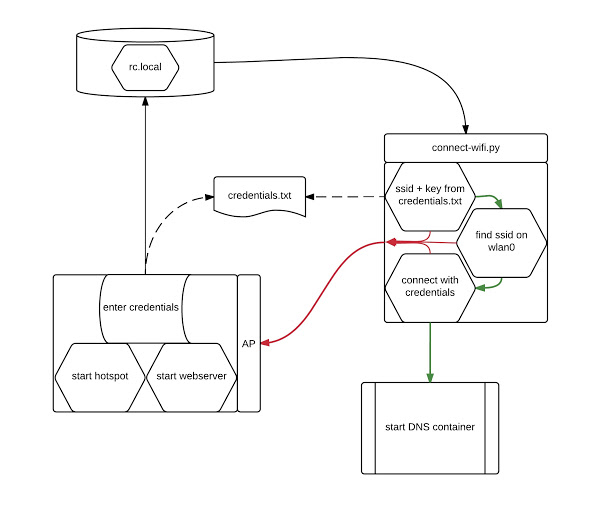 rc.local
connect-wifi.py
ssid + key from
credentials.txt
credentials.txt
find ssid on
wlan0
connect with
credentials
enter credentials
AP
start hotspot
start webserver
start DNS container